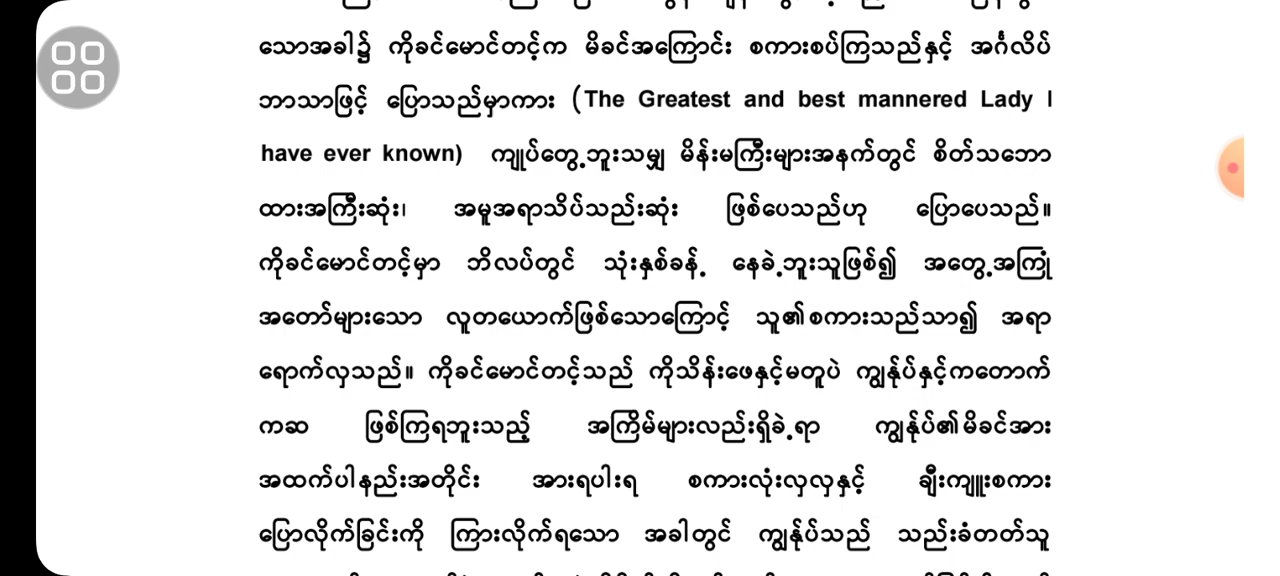 သောအခါ၌ ကိုခင်မောင်တင့်က မိခင်အကြောင်း စကားစပ်ကြသည်နှင့် အင်္ဂလိပ်
ဘာသာဖြင့် ပြောသည်မှာကား (The Greatest and best mannered Lady I
have ever known) ကျုပ်တွေ့ဘူးသမျှ မိန်းမကြီးများအနက်တွင် စိတ်သဘော
ထားအကြီးဆုံး၊ အမူအရာသိပ်သည်းဆုံး ဖြစ်ပေသည်ဟု ပြောပေသည်။
ကိုခင်မောင်တင့်မှာ ဘိလပ်တွင် သုံးနှစ်ခန့် နေခဲ့ဘူးသူဖြစ်၍ အတွေ့အကြုံ
အတော်များသော လူတယောက်ဖြစ်သောကြောင့် သူ၏စကားသည်သာ၍ အရာ
ရောက်လှသည်။ ကိုခင်မောင်တင့်သည် ကိုသိန်းဖေနှင့်မတူပဲ ကျွန်ုပ်နှင့်ကတောက်
ကဆ ဖြစ်ကြရဘူးသည့် အကြိမ်များလည်းရှိခဲ့ရာ ကျွန်ုပ်၏မိခင်အား
အထက်ပါနည်းအတိုင်း အားရပါးရ စကားလုံးလှလှနှင့် ချီးကျူးစကား
ပြောလိုက်ခြင်းကို ကြားလိုက်ရသော အခါတွင် ကျွန်ုပ်သည် သည်းခံတတ်သူ